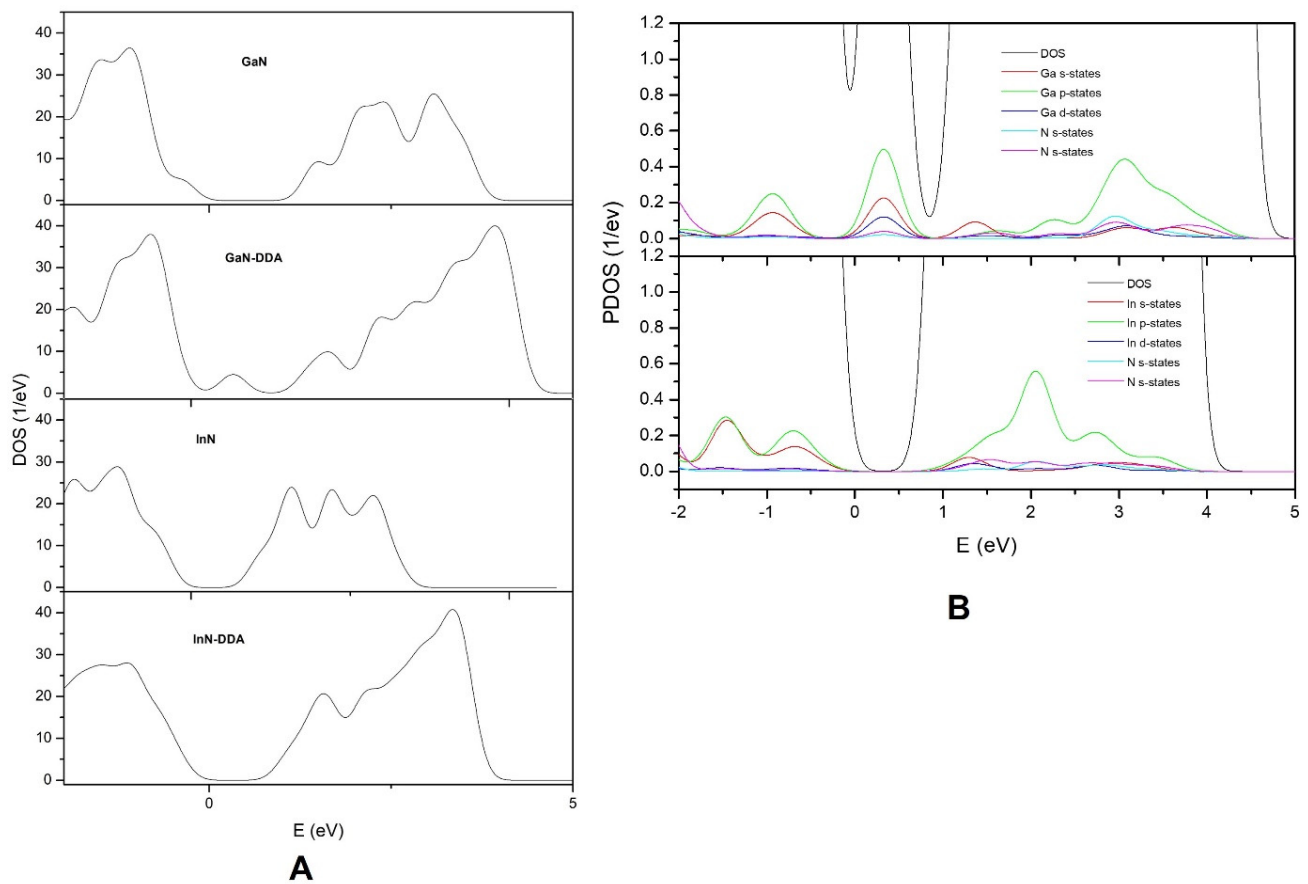 DOS (1/eV)
40
30
20
10
0
GaN
40
30
20
10
0
GaN-DDA
40
30
20
10
0
InN
40
30
20
10
0
InN-DDA
0
5
E (eV)
A
PDOS (1/ev)
1.2
1.0
0.8
0.6
0.4
0.2
0.0
DOS
Ga s-states
Ga p-states
Ga d-states
N s-states
N s-states
1.2
1.0
0.8
0.6
0.4
0.2
0.0
DOS
In s-states
In p-states
In d-states
N s-states
N s-states
-2
-1
0
1
2
3
4
5
E (eV)
B